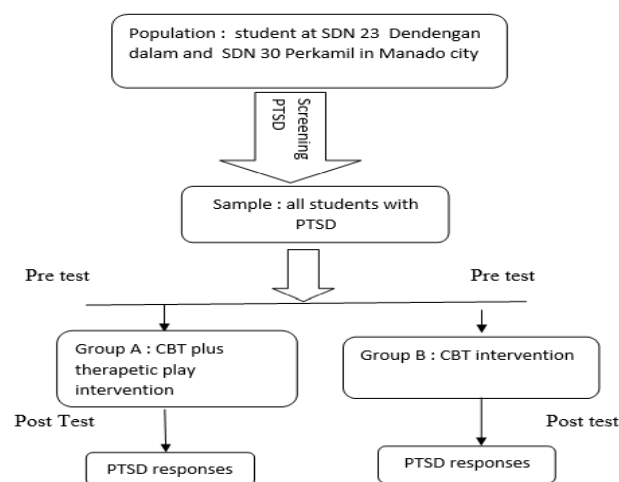 Population : student at SDN 23 Dendengan
dalam and SDN 30 Perkamil in Manado city
Screening
PTSD
Sample : all students with
PTSD
Pre test
Pre test
Group A : CBT plus
therapetic play
intervention
Group B : CBT intervention
Post Test
Post test
PTSD responses
PTSD responses